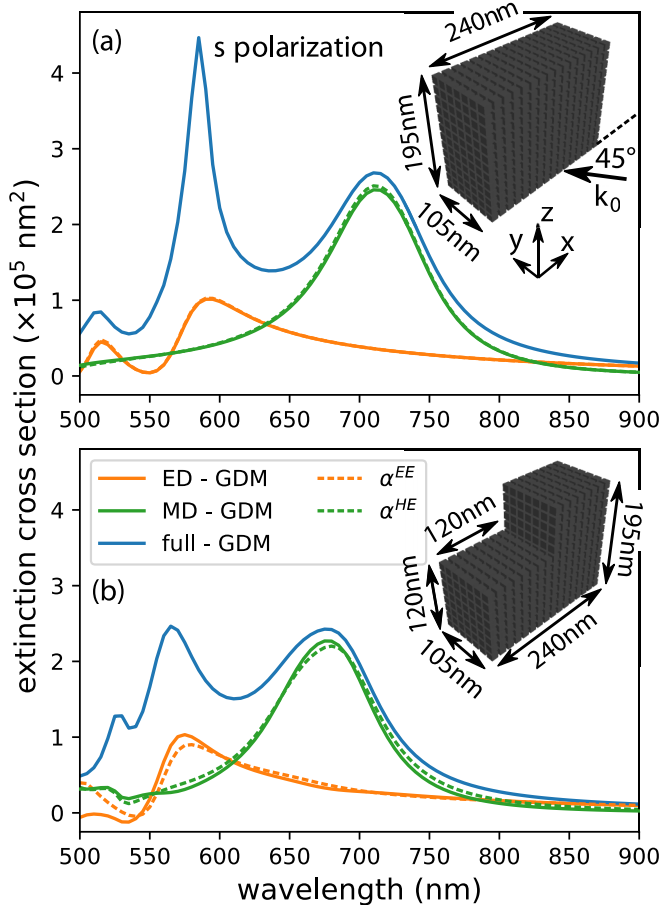 (a)
s polarization
240nm
195nm
105nm
45°
k0
z
y
x
4
3
2
1
0
500 550 600 650 700 750 800 850 900
extinction cross section (×10⁵ nm²)
(b)
ED - GDM
MD - GDM
full - GDM
α^EE
α^HE
120nm
120nm
105nm
240nm
195nm
4
3
2
1
0
500 550 600 650 700 750 800 850 900
wavelength (nm)